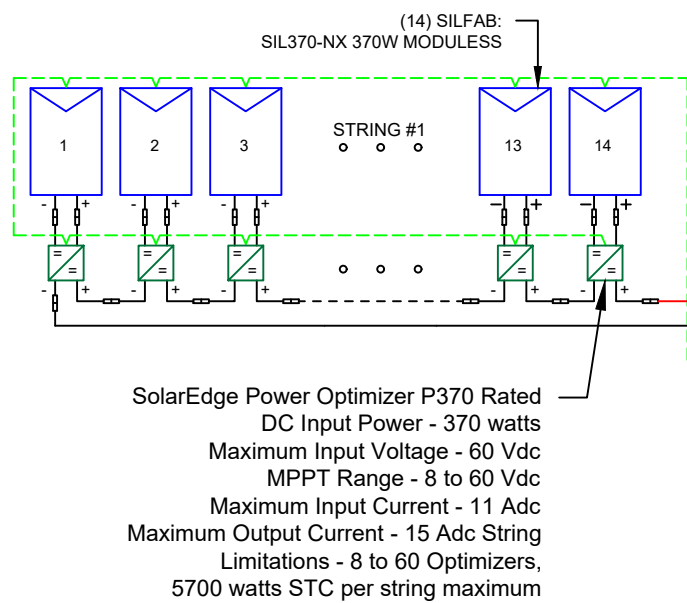 (14) SILFAB:
SIL370-NX 370W MODULESS
STRING #1
1 2 3 13 14
- + - + - + - + - +
= = = = = = = = = =
- + - + - + - + - +
SolarEdge Power Optimizer P370 Rated
DC Input Power - 370 watts
Maximum Input Voltage - 60 Vdc
MPPT Range - 8 to 60 Vdc
Maximum Input Current - 11 Adc
Maximum Output Current - 15 Adc String
Limitations - 8 to 60 Optimizers,
5700 watts STC per string maximum